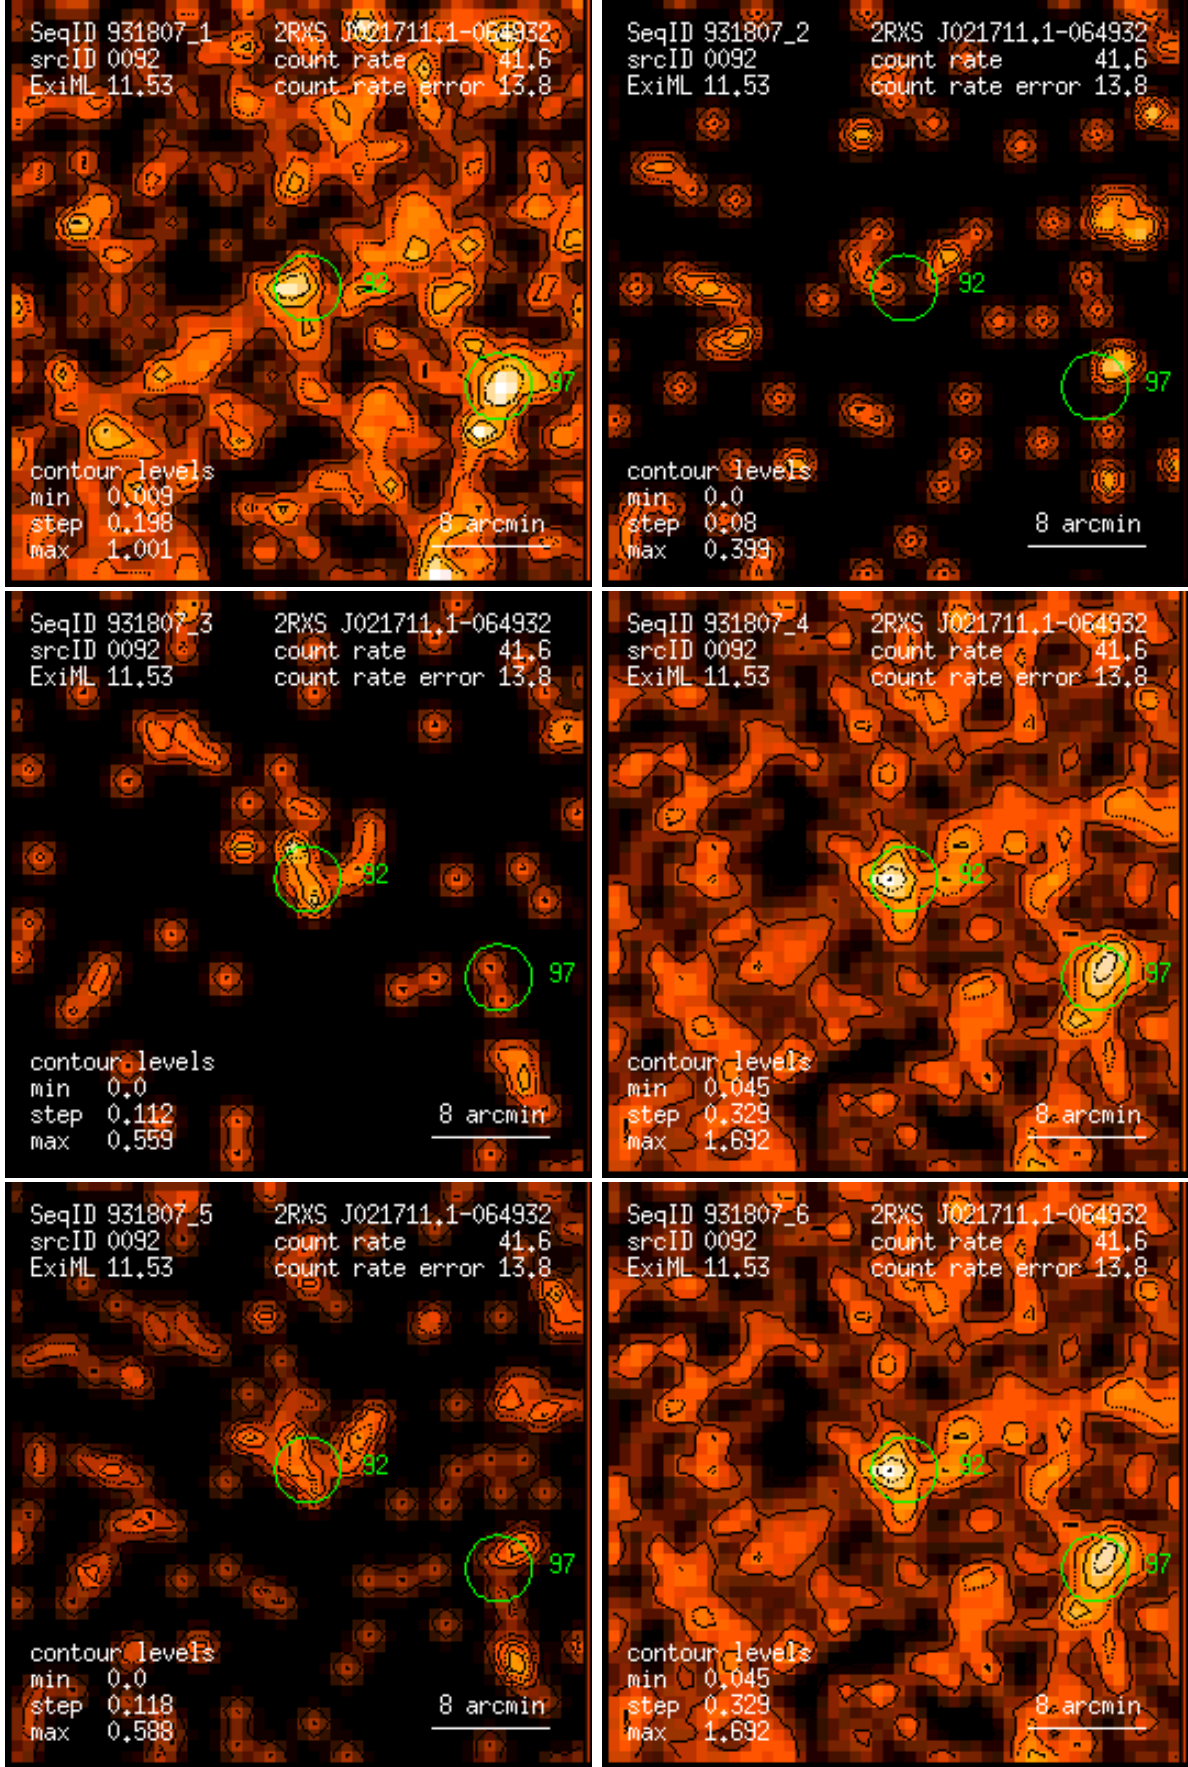 SeqID 931807_1 2RXS J021711.1-064932
srcID 0092 count rate 41.6
ExiML 11.53 count rate error 13.8
92
97
contour levels
min 0.009
step 0.198 8 arcmin
max 1.001
SeqID 931807_2 2RXS J021711.1-064932
srcID 0092 count rate 41.6
ExiML 11.53 count rate error 13.8
92
97
contour levels
min 0.0
step 0.08 8 arcmin
max 0.399
SeqID 931807_3 2RXS J021711.1-064932
srcID 0092 count rate 41.6
ExiML 11.53 count rate error 13.8
92
97
contour levels
min 0.0
step 0.112 8 arcmin
max 0.559
SeqID 931807_4 2RXS J021711.1-064932
srcID 0092 count rate 41.6
ExiML 11.53 count rate error 13.8
92
97
contour levels
min 0.045
step 0.329 8 arcmin
max 1.692
SeqID 931807_5 2RXS J021711.1-064932
srcID 0092 count rate 41.6
ExiML 11.53 count rate error 13.8
92
97
contour levels
min 0.0
step 0.118 8 arcmin
max 0.588
SeqID 931807_6 2RXS J021711.1-064932
srcID 0092 count rate 41.6
ExiML 11.53 count rate error 13.8
92
97
contour levels
min 0.045
step 0.329 8 arcmin
max 1.692